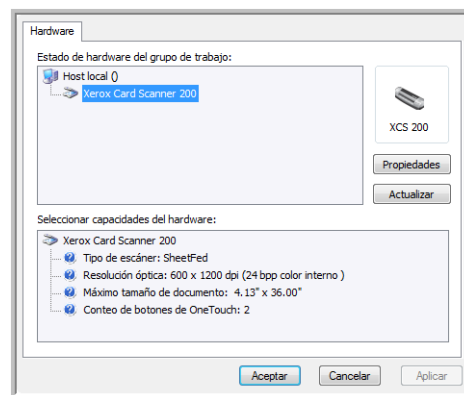 Hardware
Estado de hardware del grupo de trabajo:
Host local ()
Xerox Card Scanner 200
XCS 200
Propiedades
Actualizar
Seleccionar capacidades del hardware:
Xerox Card Scanner 200
Tipo de escáner: SheetFed
Resolución óptica: 600 x 1200 dpi (24 bpp color interno )
Máximo tamaño de documento: 4.13" x 36.00"
Conteo de botones de OneTouch: 2
Aceptar Cancelar Aplicar